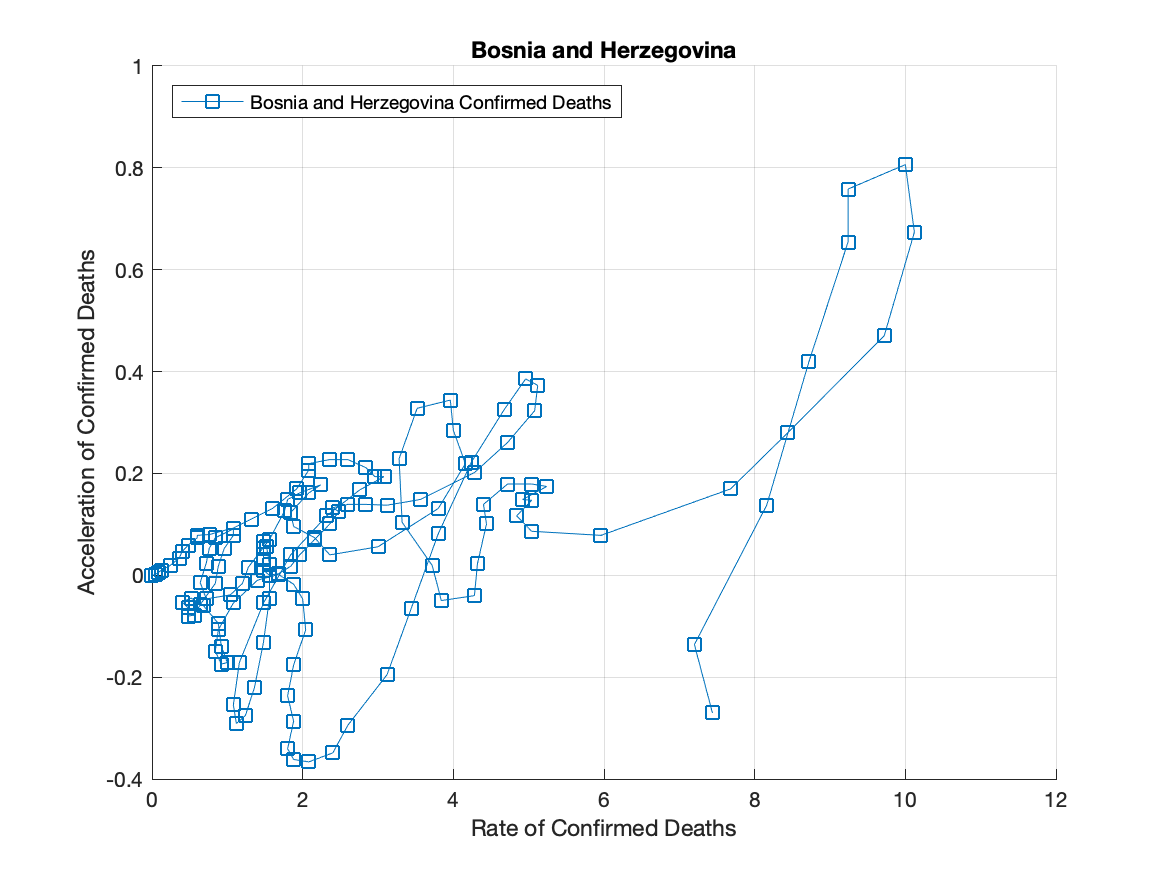 Bosnia and Herzegovina
Bosnia and Herzegovina Confirmed Deaths
Acceleration of Confirmed Deaths
1
0.8
0.6
0.4
0.2
0
-0.2
-0.4
0 2 4 6 8 10 12
Rate of Confirmed Deaths